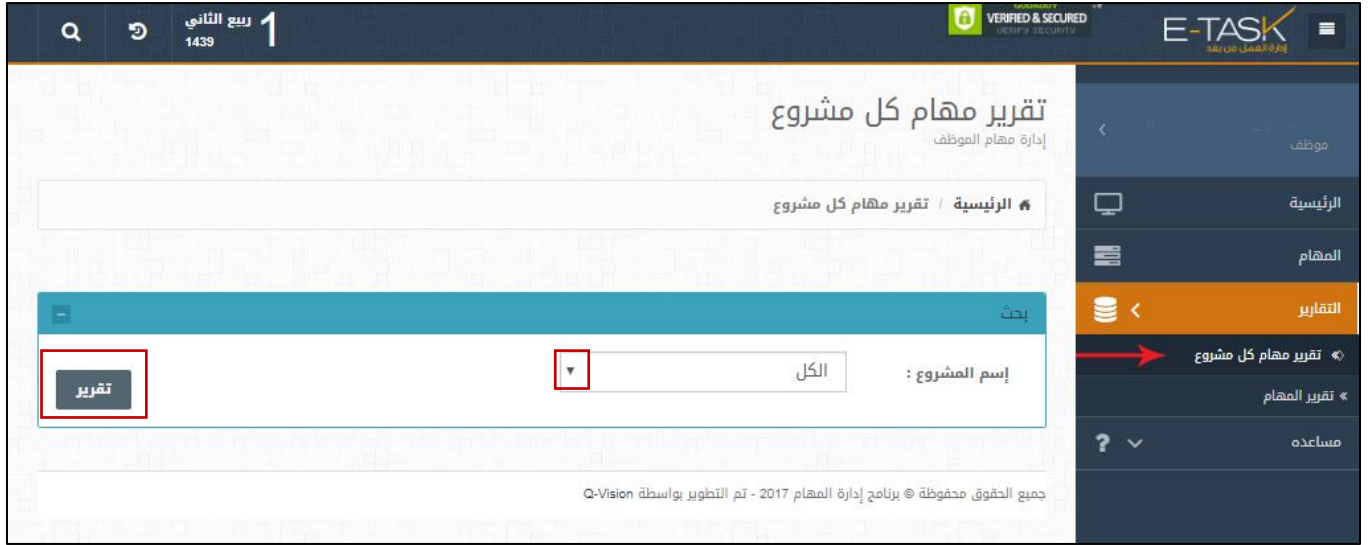 E-TASK
إدارة العمل عن بعد
VERIFIED & SECURED
VERIFY SECURITY
1 ربيع الثاني
1439
موظف
الرئيسية
المهام
التقارير
تقرير مهام كل مشروع
تقرير المهام
مساعده
تقرير مهام كل مشروع
إدارة مهام الموظف
الرئيسية / تقرير مهام كل مشروع
بحث
إسم المشروع :
الكل
تقرير
جميع الحقوق محفوظة © برنامج إدارة المهام 2017 - تم التطوير بواسطة Q-Vision